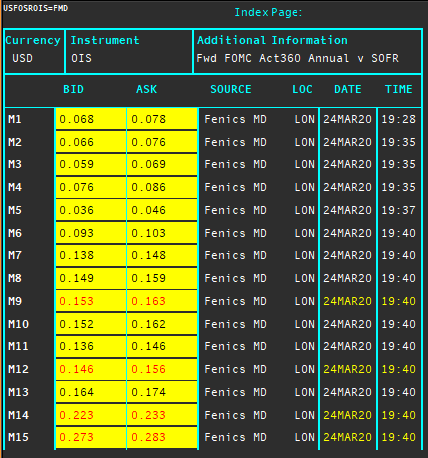 USFOSROIS=FMD
Index Page:
Currency Instrument Additional Information
USD OIS Fwd FOMC Act360 Annual v SOFR
BID ASK SOURCE LOC DATE TIME
M1 0.068 0.078 Fenics MD LON 24MAR20 19:28
M2 0.066 0.076 Fenics MD LON 24MAR20 19:35
M3 0.059 0.069 Fenics MD LON 24MAR20 19:35
M4 0.076 0.086 Fenics MD LON 24MAR20 19:35
M5 0.036 0.046 Fenics MD LON 24MAR20 19:37
M6 0.093 0.103 Fenics MD LON 24MAR20 19:40
M7 0.138 0.148 Fenics MD LON 24MAR20 19:40
M8 0.149 0.159 Fenics MD LON 24MAR20 19:40
M9 0.153 0.163 Fenics MD LON 24MAR20 19:40
M10 0.152 0.162 Fenics MD LON 24MAR20 19:40
M11 0.136 0.146 Fenics MD LON 24MAR20 19:40
M12 0.146 0.156 Fenics MD LON 24MAR20 19:40
M13 0.164 0.174 Fenics MD LON 24MAR20 19:40
M14 0.223 0.233 Fenics MD LON 24MAR20 19:40
M15 0.273 0.283 Fenics MD LON 24MAR20 19:40